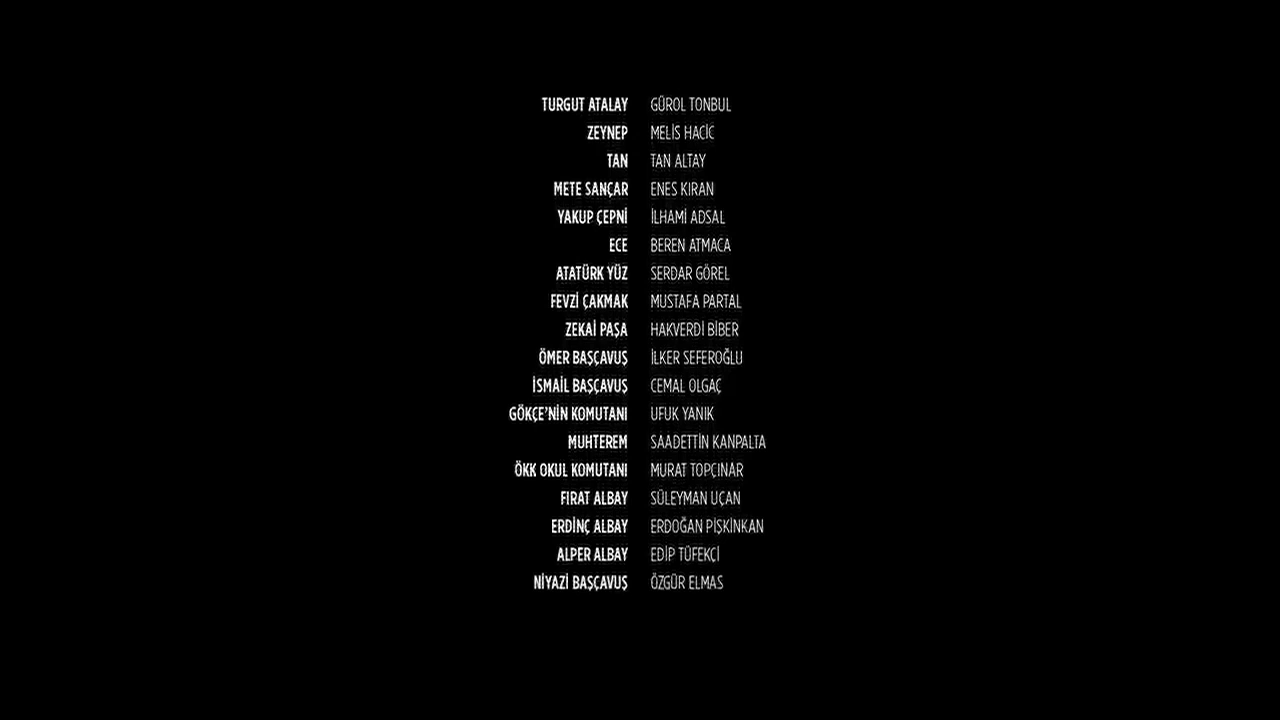 TURGUT ATALAY GÜROL TONBUL
ZEYNEP MELİS HACİC
TAN TAN ALTAY
METE SANÇAR ENES KIRAN
YAKUP ÇEPNİ İLHAMİ ADSAL
ECE BEREN ATMACA
ATATÜRK YÜZ SERDAR GÖREL
FEVZİ ÇAKMAK MUSTAFA PARTAL
ZEKAİ PAŞA HAKVERDİ BİBER
ÖMER BAŞÇAVUŞ İLKER SEFEROĞLU
İSMAİL BAŞÇAVUŞ CEMAL OLGAÇ
GÖKÇE'NİN KOMUTANI UFUK YANIK
MUHTEREM SAADETTİN KANPALTA
ÖKK OKUL KOMUTANI MURAT TOPÇINAR
FIRAT ALBAY SÜLEYMAN UÇAN
ERDİNÇ ALBAY ERDOĞAN PİŞKİNKAN
ALPER ALBAY EDİP TÜFEKÇİ
NİYAZİ BAŞÇAVUŞ ÖZGÜR ELMAS